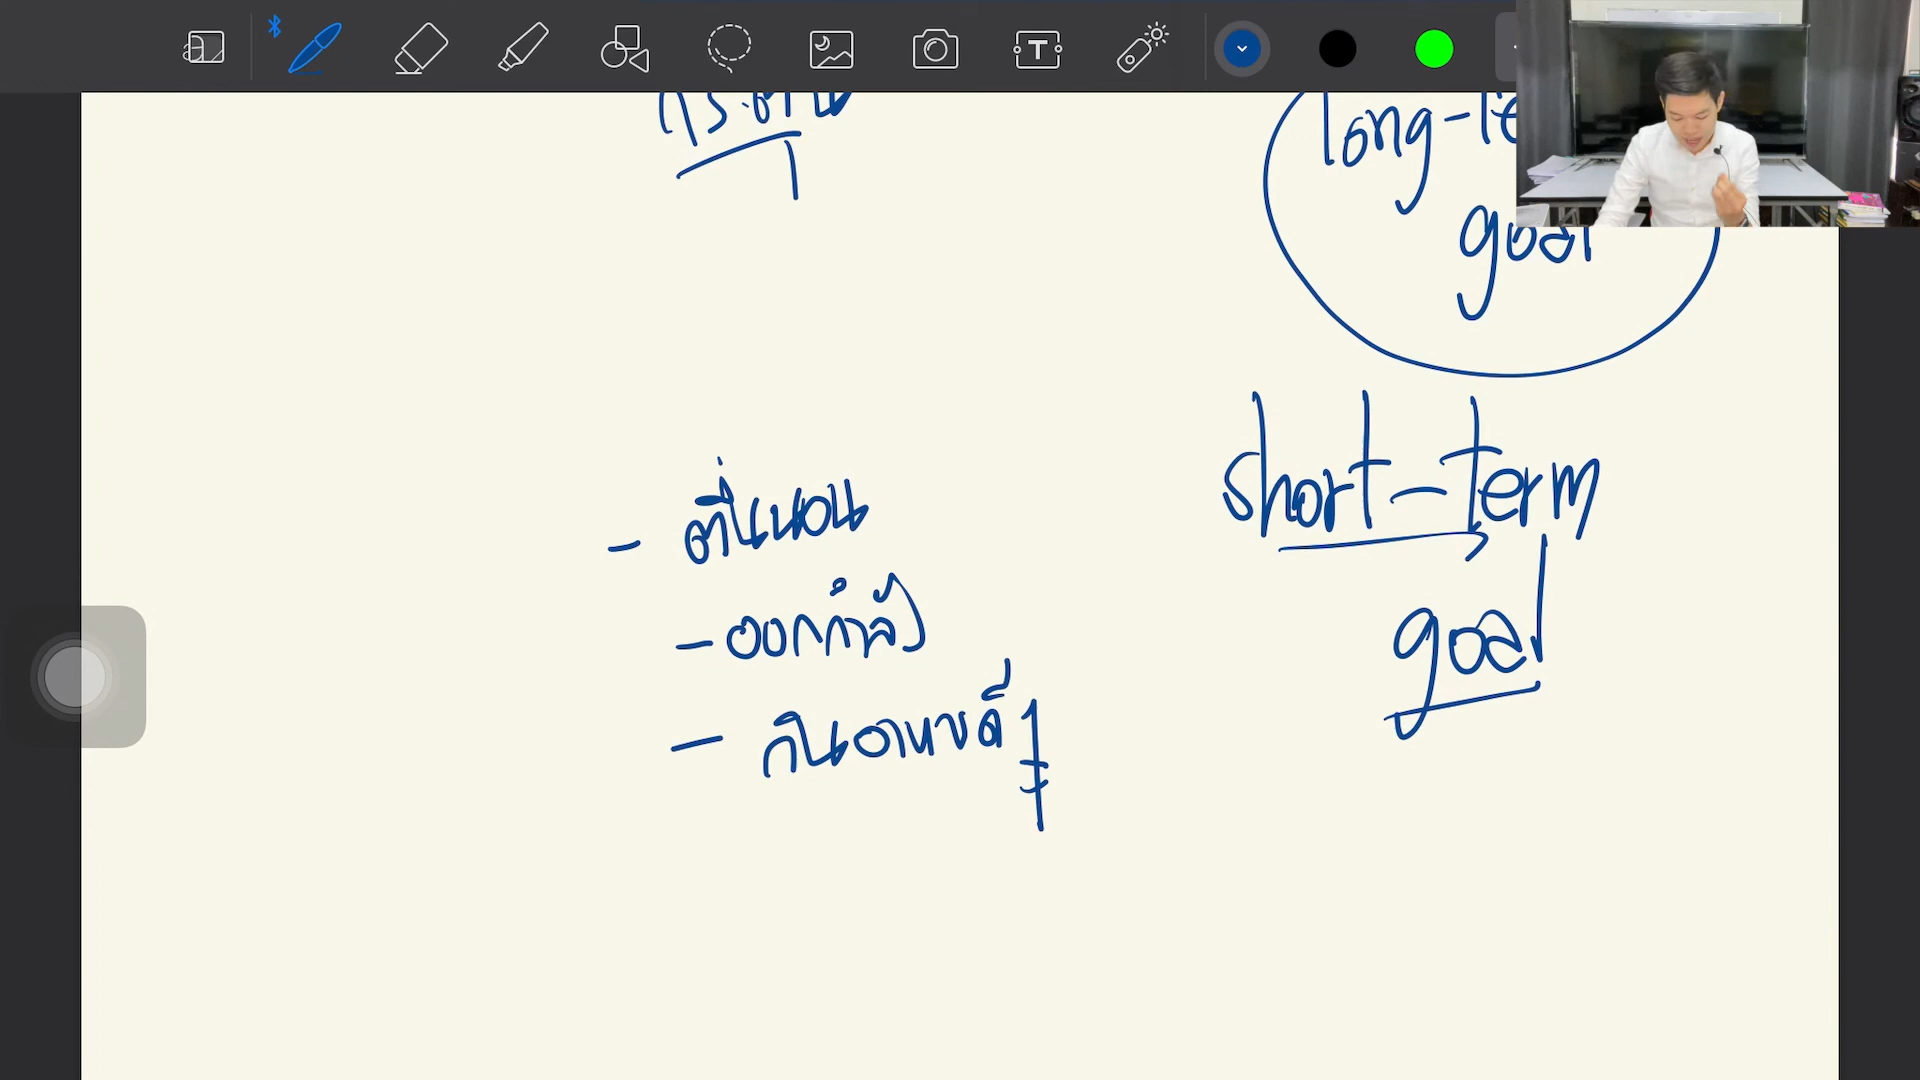 long-te
goal
short-term
goal
- ตื่นนอน
- ออกกำลัง
- กินอาหารดีๆ